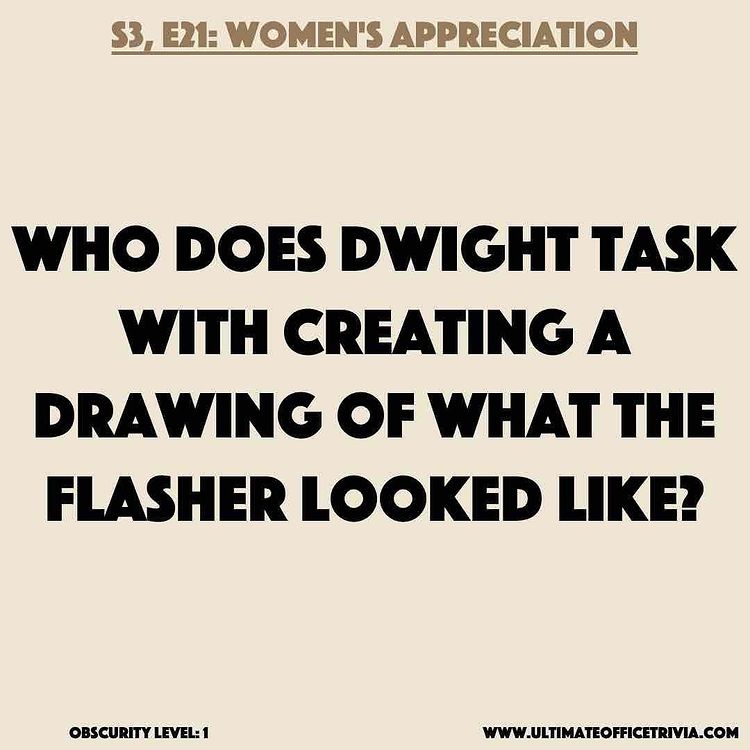 S3, E21: WOMEN'S APPRECIATION
WHO DOES DWIGHT TASK
WITH CREATING A
DRAWING OF WHAT THE
FLASHER LOOKED LIKE?
OBSCURITY LEVEL: 1
WWW.ULTIMATEOFFICETRIVIA.COM